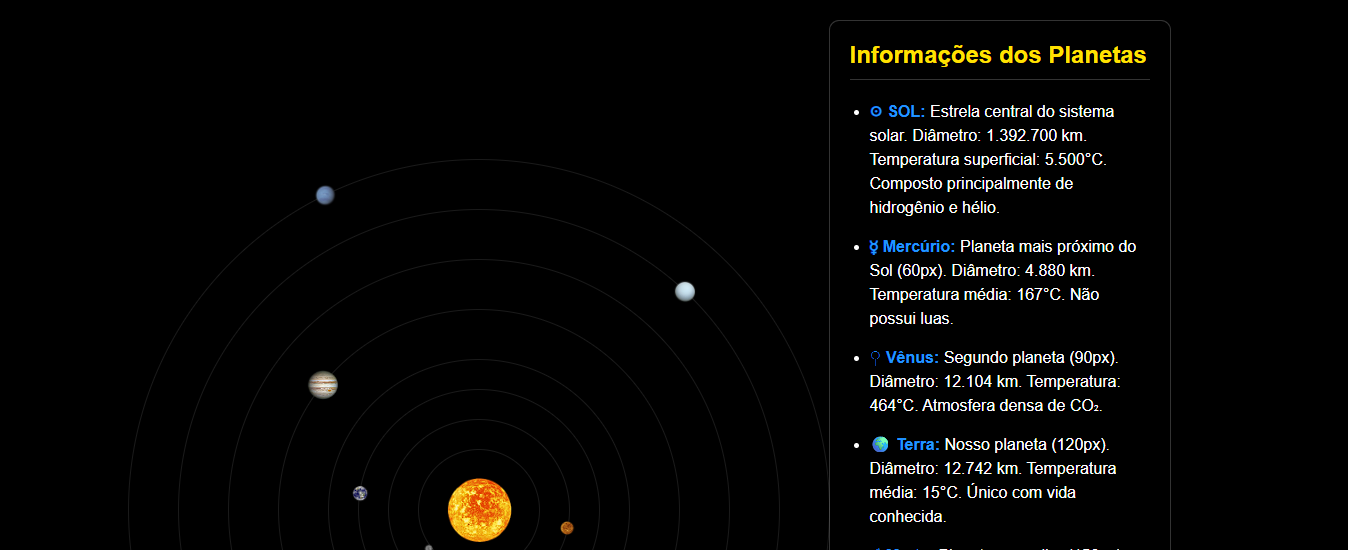 Informações dos Planetas
☉ SOL: Estrela central do sistema
solar. Diâmetro: 1.392.700 km.
Temperatura superficial: 5.500°C.
Composto principalmente de
hidrogênio e hélio.
☿ Mercúrio: Planeta mais próximo do
Sol (60px). Diâmetro: 4.880 km.
Temperatura média: 167°C. Não
possui luas.
Vênus: Segundo planeta (90px).
Diâmetro: 12.104 km. Temperatura:
464°C. Atmosfera densa de CO₂.
🌍 Terra: Nosso planeta (120px).
Diâmetro: 12.742 km. Temperatura
média: 15°C. Único com vida
conhecida.